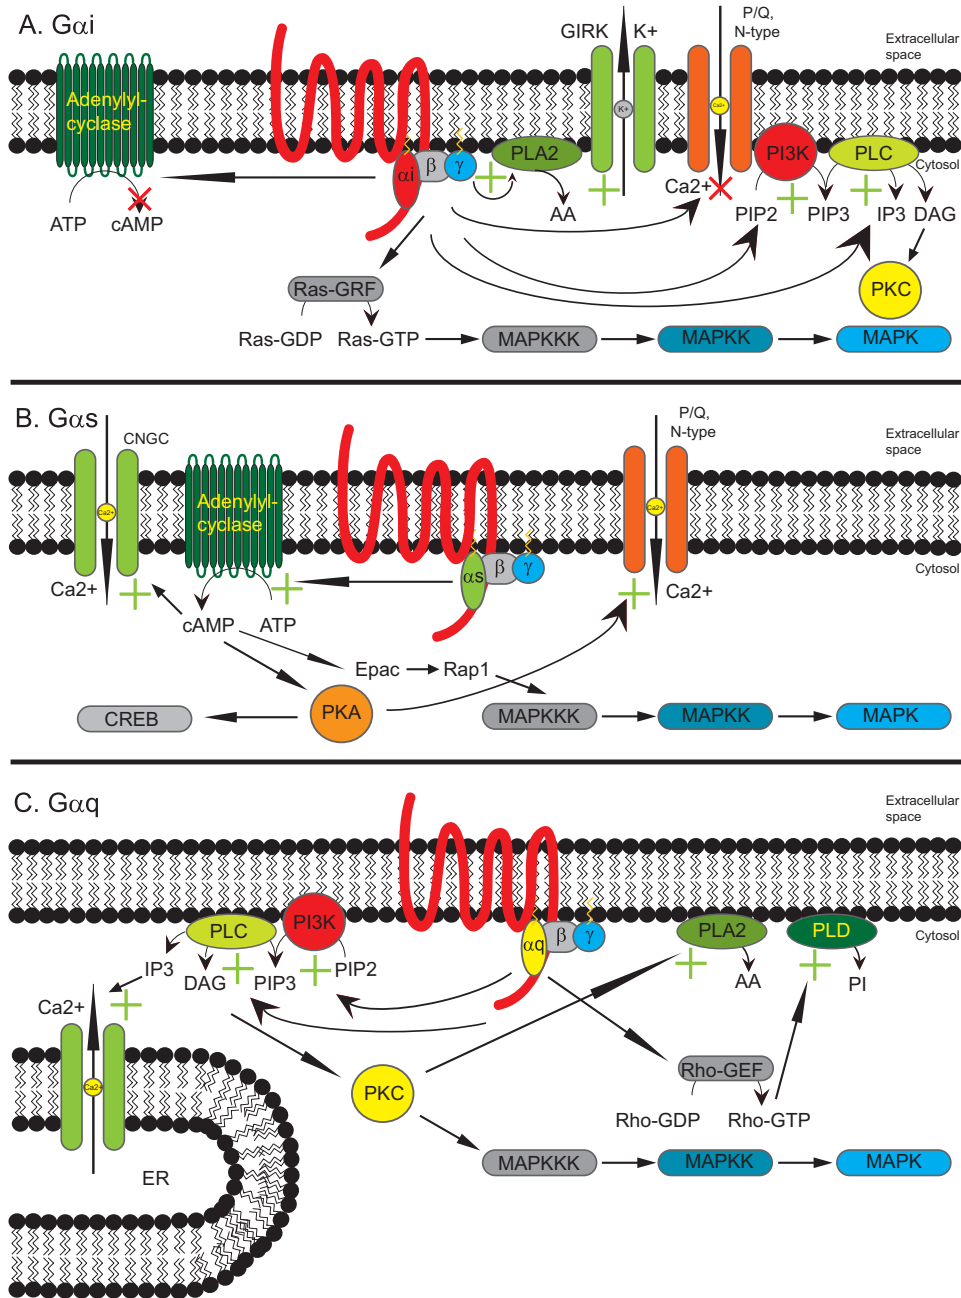 A. Gαi
GIRK
K+
P/Q,
N-type
Extracellular
space
Adenylyl-
cyclase
K+
Ca2+
αi
β
γ
PLA2
PI3K
PLC
Cytosol
ATP
cAMP
AA
Ca2+
PIP2
PIP3
IP3
DAG
Ras-GRF
PKC
Ras-GDP
Ras-GTP
MAPKKK
MAPKK
MAPK
B. Gαs
CNGC
P/Q,
N-type
Extracellular
space
Adenylyl-
cyclase
Ca2+
Ca2+
αs
β
γ
Cytosol
Ca2+
Ca2+
cAMP
ATP
Epac
Rap1
CREB
PKA
MAPKKK
MAPKK
MAPK
C. Gαq
Extracellular
space
PLC
PI3K
αq
β
γ
PLA2
PLD
Cytosol
IP3
DAG
PIP3
PIP2
AA
PI
Ca2+
Ca2+
PKC
Rho-GEF
Rho-GDP
Rho-GTP
ER
MAPKKK
MAPKK
MAPK